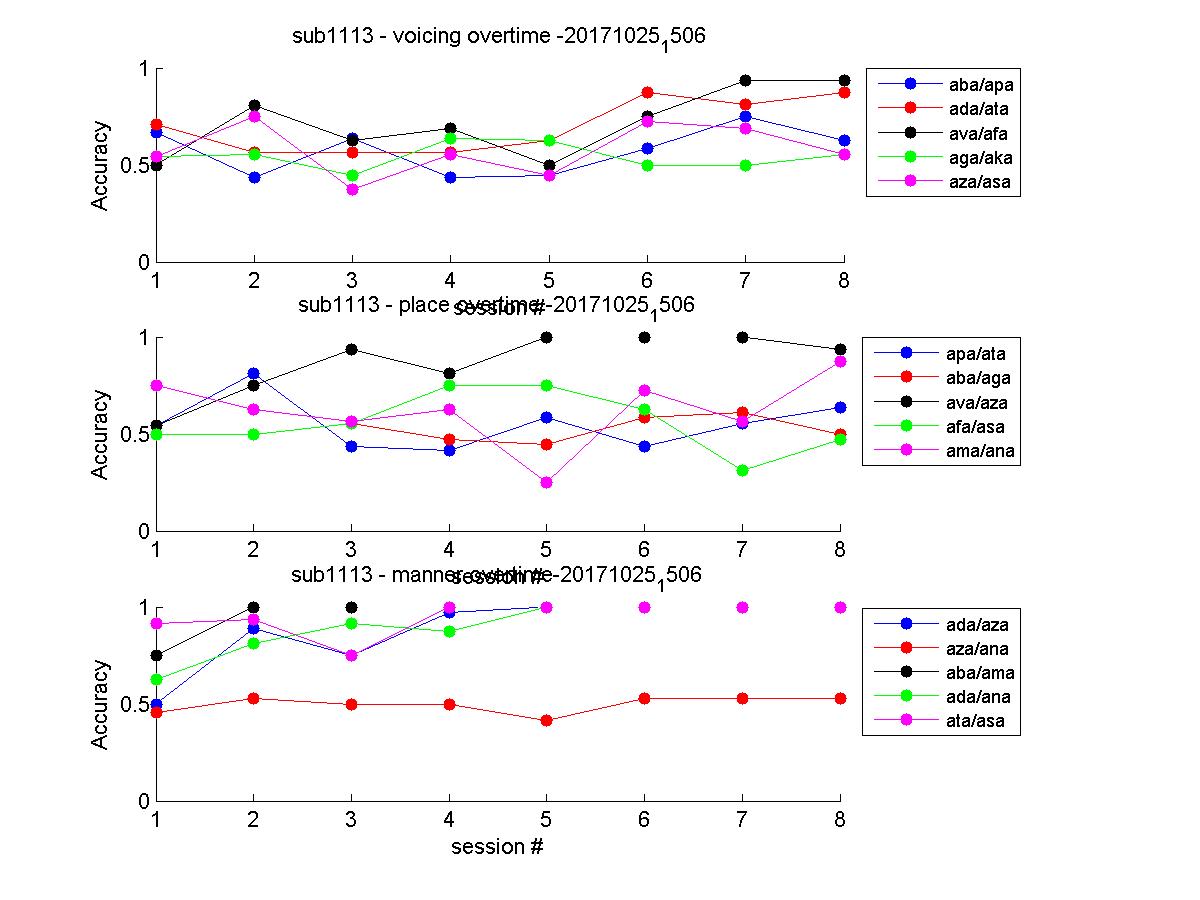 sub1113 - voicing overtime -20171025₁506
1
0.5
0
Accuracy
1 2 3 4 5 6 7 8
session #
aba/apa
ada/ata
ava/afa
aga/aka
aza/asa
sub1113 - place overtime -20171025₁506
1
0.5
0
Accuracy
1 2 3 4 5 6 7 8
session #
apa/ata
aba/aga
ava/aza
afa/asa
ama/ana
sub1113 - manner overtime -20171025₁506
1
0.5
0
Accuracy
1 2 3 4 5 6 7 8
session #
ada/aza
aza/ana
aba/ama
ada/ana
ata/asa